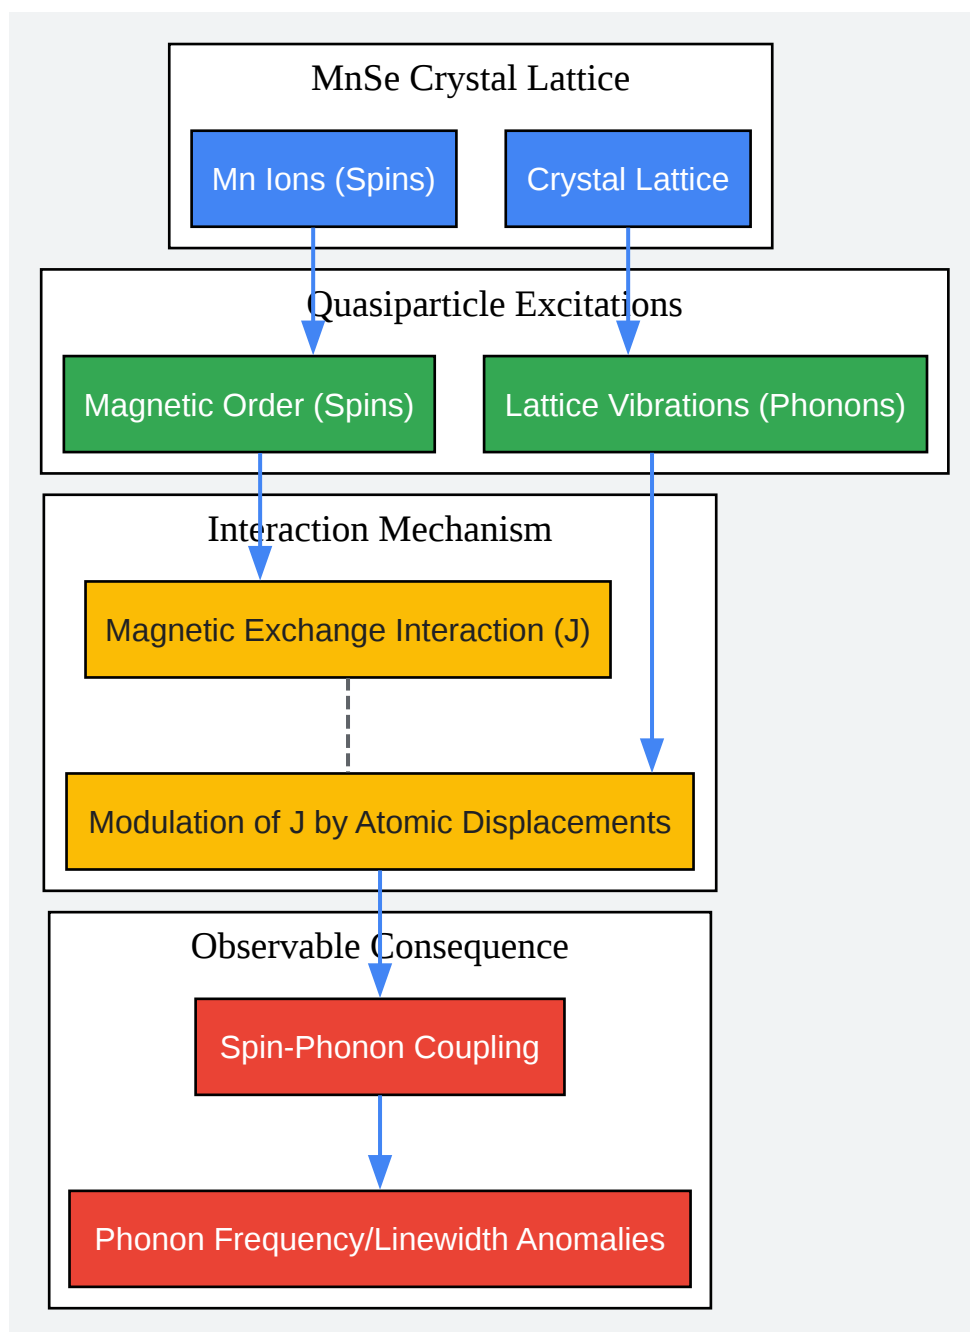 MnSe Crystal Lattice
Mn Ions (Spins)
Crystal Lattice
Quasiparticle Excitations
Magnetic Order (Spins)
Lattice Vibrations (Phonons)
Interaction Mechanism
Magnetic Exchange Interaction (J)
Modulation of J by Atomic Displacements
Observable Consequence
Spin-Phonon Coupling
Phonon Frequency/Linewidth Anomalies